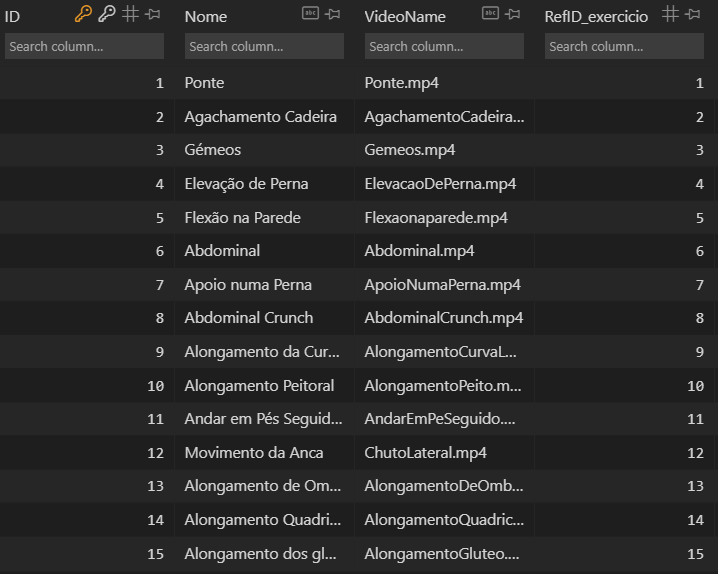 ID Nome abc VideoName abc RefID_exercicio
Search column... Search column... Search column... Search column...
1 Ponte Ponte.mp4 1
2 Agachamento Cadeira AgachamentoCadeira... 2
3 Gémeos Gemeos.mp4 3
4 Elevação de Perna ElevacaoDePerna.mp4 4
5 Flexão na Parede Flexaonaparede.mp4 5
6 Abdominal Abdominal.mp4 6
7 Apoio numa Perna ApoioNumaPerna.mp4 7
8 Abdominal Crunch AbdominalCrunch.mp4 8
9 Alongamento da Cur... AlongamentoCurvaL... 9
10 Alongamento Peitoral AlongamentoPeito.m... 10
11 Andar em Pés Seguid... AndarEmPeSeguido.... 11
12 Movimento da Anca ChutoLateral.mp4 12
13 Alongamento de Om... AlongamentoDeOmb... 13
14 Alongamento Quadri... AlongamentoQuadric... 14
15 Alongamento dos gl... AlongamentoGluteo.... 15